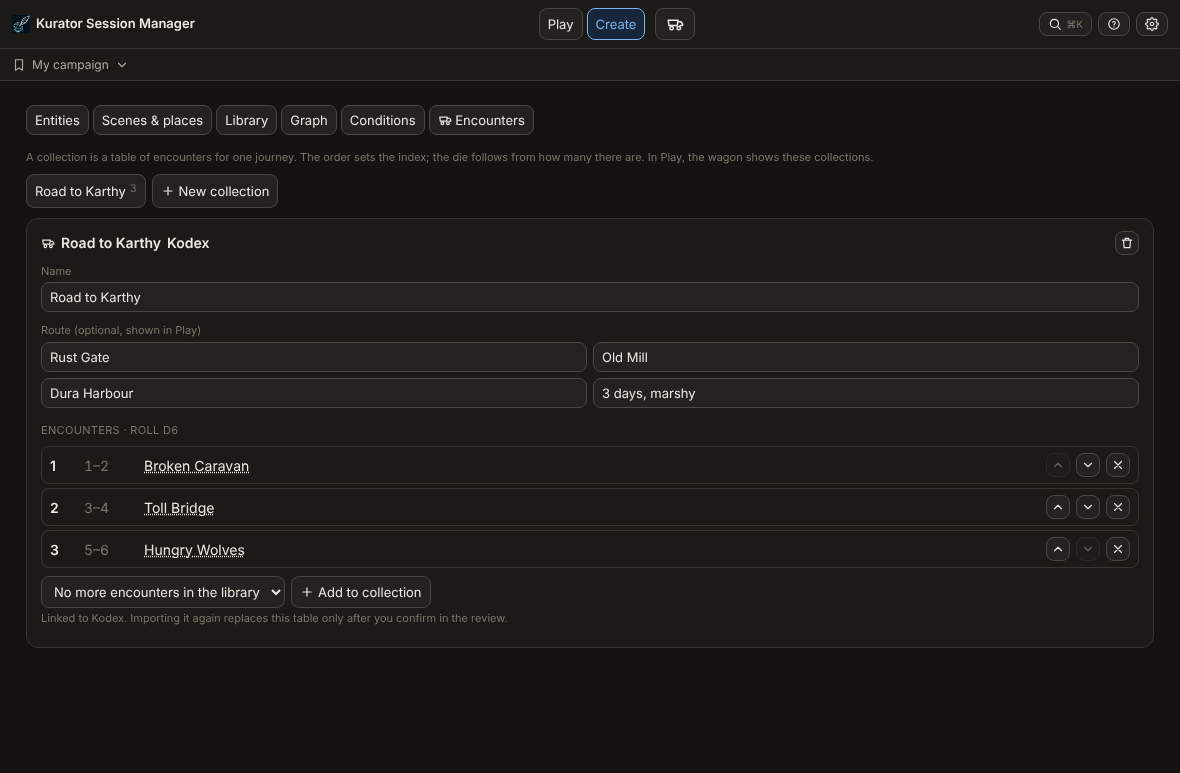 Kurator Session Manager
Play
Create
⌘K
My campaign
Entities
Scenes & places
Library
Graph
Conditions
Encounters
A collection is a table of encounters for one journey. The order sets the index; the die follows from how many there are. In Play, the wagon shows these collections.
Road to Karthy 3
+ New collection
Road to Karthy Kodex
Name
Road to Karthy
Route (optional, shown in Play)
Rust Gate
Old Mill
Dura Harbour
3 days, marshy
ENCOUNTERS · ROLL D6
1 1–2 Broken Caravan
2 3–4 Toll Bridge
3 5–6 Hungry Wolves
No more encounters in the library
+ Add to collection
Linked to Kodex. Importing it again replaces this table only after you confirm in the review.